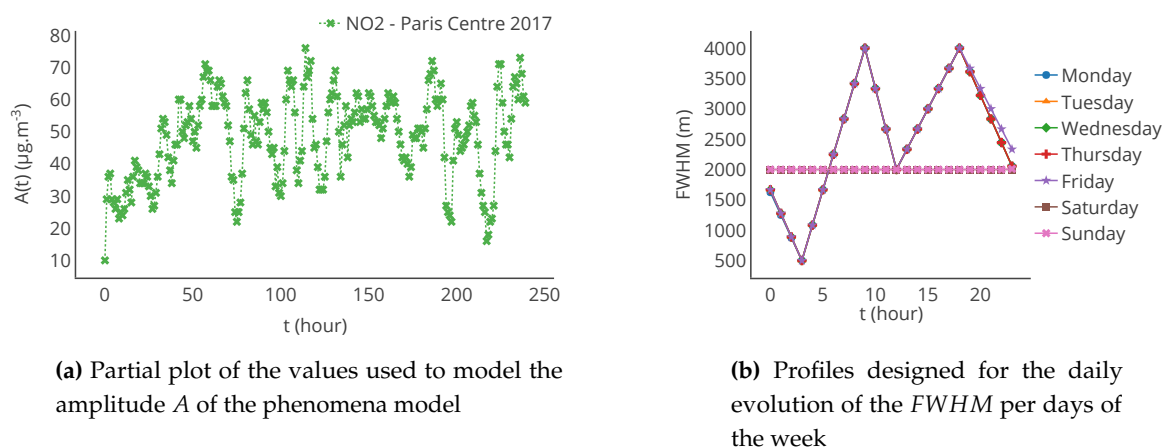 NO2 - Paris Centre 2017
A(t) (μg.m⁻³)
80
70
60
50
40
30
20
10
0
50
100
150
200
250
t (hour)
(a) Partial plot of the values used to model the
amplitude A of the phenomena model
FWHM (m)
4000
3500
3000
2500
2000
1500
1000
500
0
5
10
15
20
t (hour)
Monday
Tuesday
Wednesday
Thursday
Friday
Saturday
Sunday
(b) Profiles designed for the daily
evolution of the FWHM per days of
the week